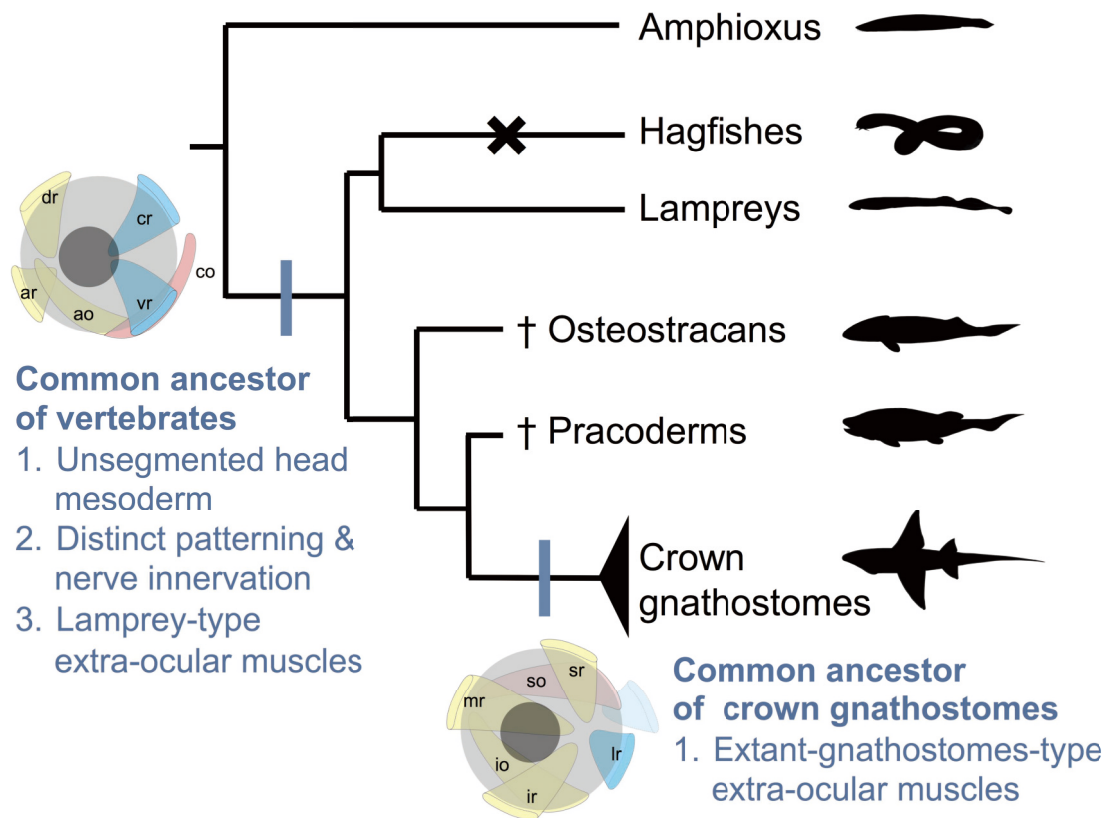 Amphioxus
Hagfishes
Lampreys
dr
cr
co
ar
ao
vr
† Osteostracans
Common ancestor
of vertebrates
1. Unsegmented head
mesoderm
2. Distinct patterning &
nerve innervation
3. Lamprey-type
extra-ocular muscles
† Pracoderms
Crown
gnathostomes
so
sr
mr
lr
io
ir
Common ancestor
of crown gnathostomes
1. Extant-gnathostomes-type
extra-ocular muscles